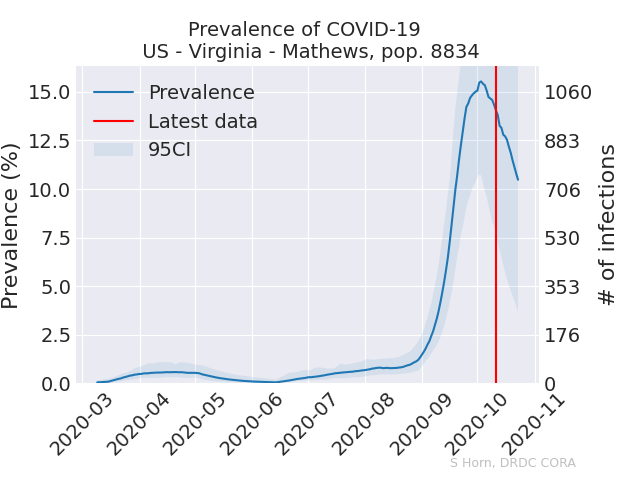 Prevalence of COVID-19
US - Virginia - Mathews, pop. 8834
Prevalence (%)
15.0
12.5
10.0
7.5
5.0
2.5
0.0
Prevalence
Latest data
95CI
1060
883
706
530
353
176
0
# of infections
2020-03
2020-04
2020-05
2020-06
2020-07
2020-08
2020-09
2020-10
2020-11
S Horn, DRDC CORA